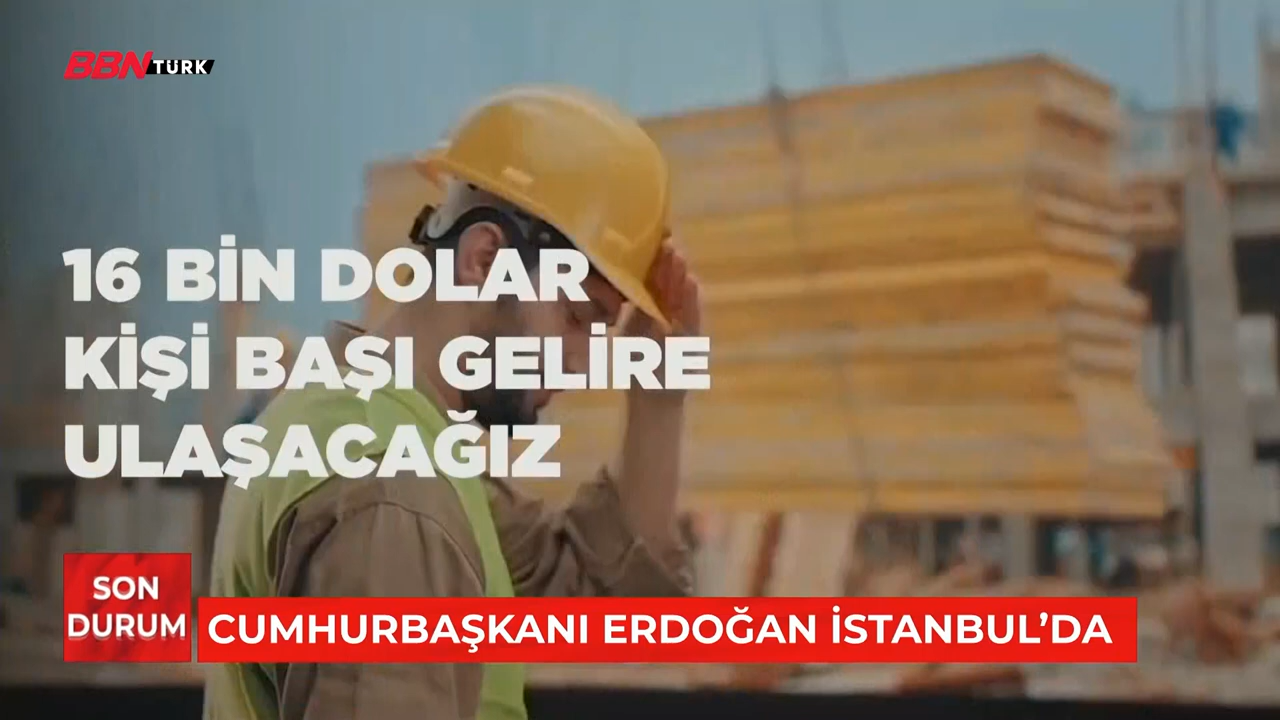 BBN TÜRK
16 BİN DOLAR
KİŞİ BAŞI GELİRE
ULAŞACAĞIZ
SON
DURUM
CUMHURBAŞKANI ERDOĞAN İSTANBUL'DA